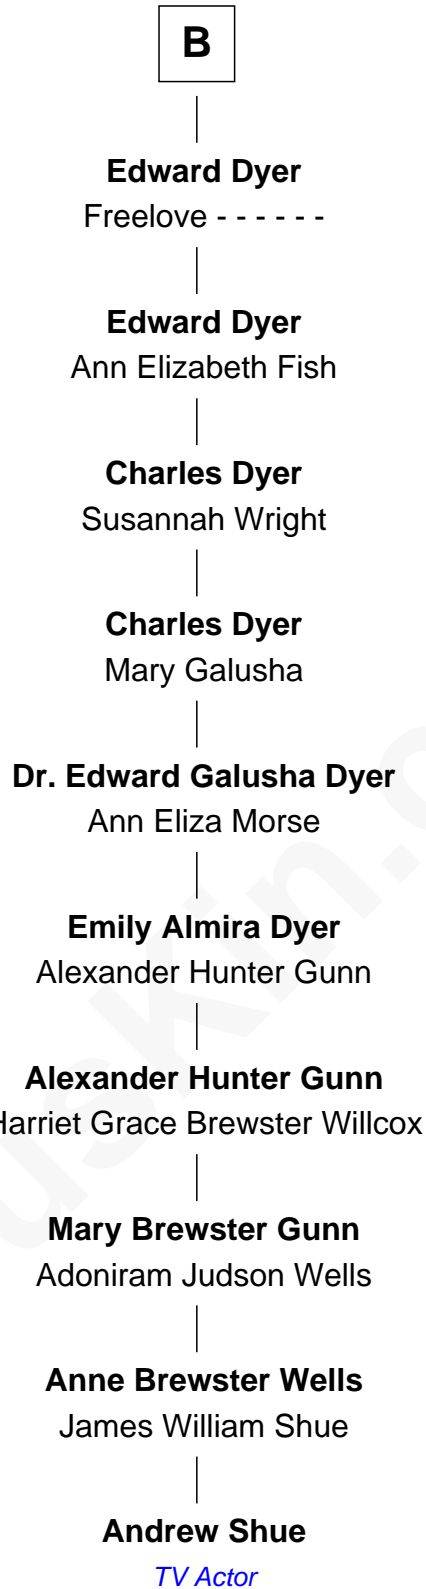 B
Edward Dyer
Freelove - - - - - -
Edward Dyer
Ann Elizabeth Fish
Charles Dyer
Susannah Wright
Charles Dyer
Mary Galusha
Dr. Edward Galusha Dyer
Ann Eliza Morse
Emily Almira Dyer
Alexander Hunter Gunn
Alexander Hunter Gunn
Harriet Grace Brewster Willcox
Mary Brewster Gunn
Adoniram Judson Wells
Anne Brewster Wells
James William Shue
Andrew Shue
TV Actor